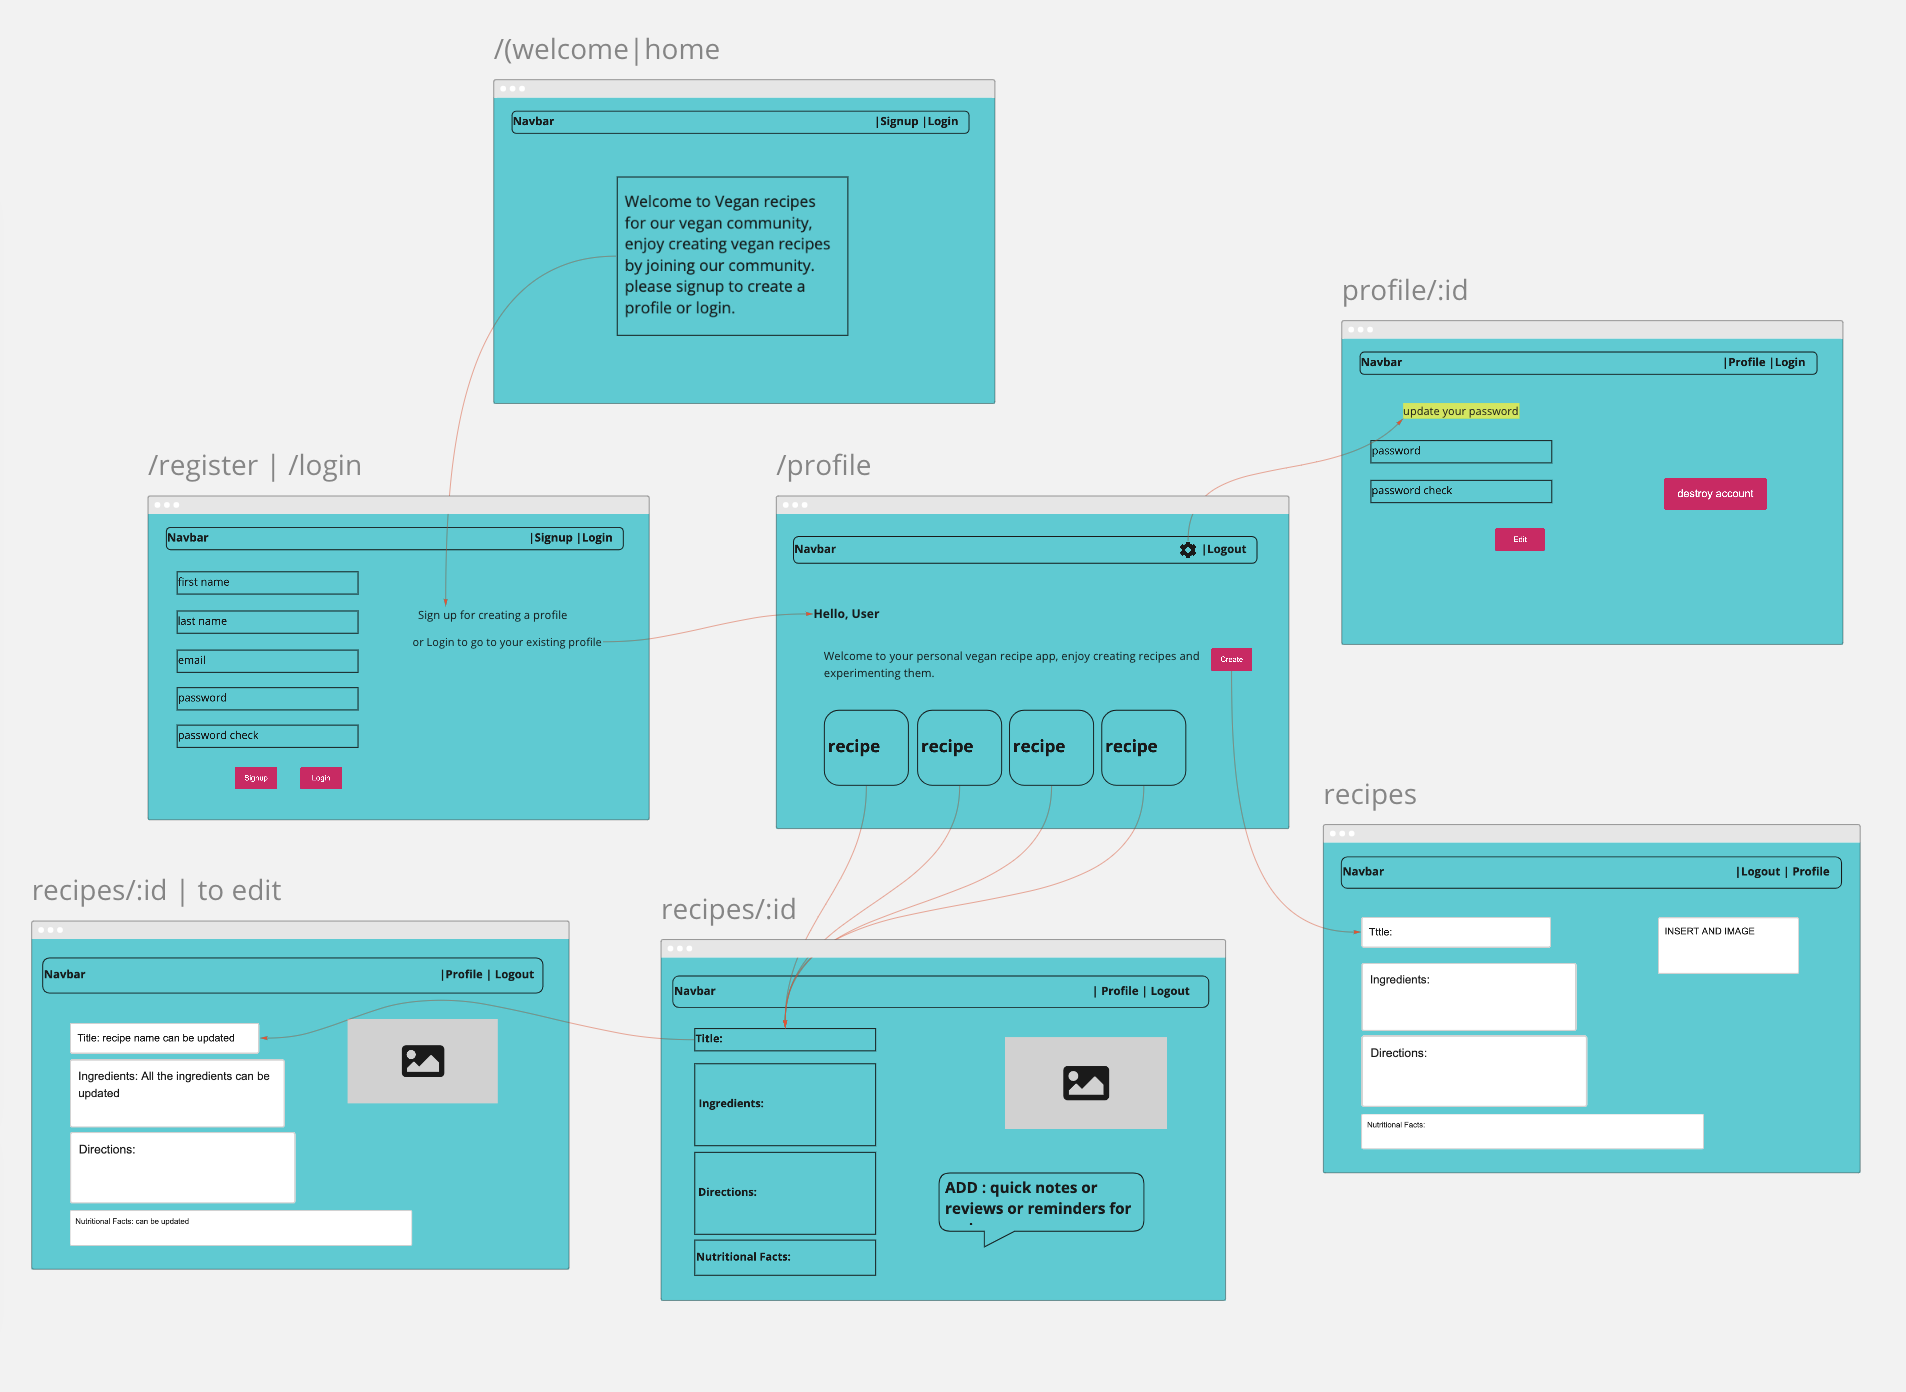 /(welcome|home
Navbar
|Signup |Login
Welcome to Vegan recipes
for our vegan community,
enjoy creating vegan recipes
by joining our community.
please signup to create a
profile or login.
profile/:id
Navbar
|Profile |Login
update your password
password
password check
destroy account
Edit
/register | /login
Navbar
|Signup |Login
first name
last name
email
password
password check
Sign up for creating a profile
or Login to go to your existing profile
Signup
Login
/profile
Navbar
|Logout
Hello, User
Welcome to your personal vegan recipe app, enjoy creating recipes and
experimenting them.
Create
recipe
recipe
recipe
recipe
recipes
Navbar
|Logout | Profile
Tttle:
INSERT AND IMAGE
Ingredients:
Directions:
Nutritional Facts:
recipes/:id | to edit
Navbar
|Profile | Logout
Title: recipe name can be updated
Ingredients: All the ingredients can be
updated
Directions:
Nutritional Facts: can be updated
recipes/:id
Navbar
| Profile | Logout
Title:
Ingredients:
Directions:
Nutritional Facts:
ADD : quick notes or
reviews or reminders for